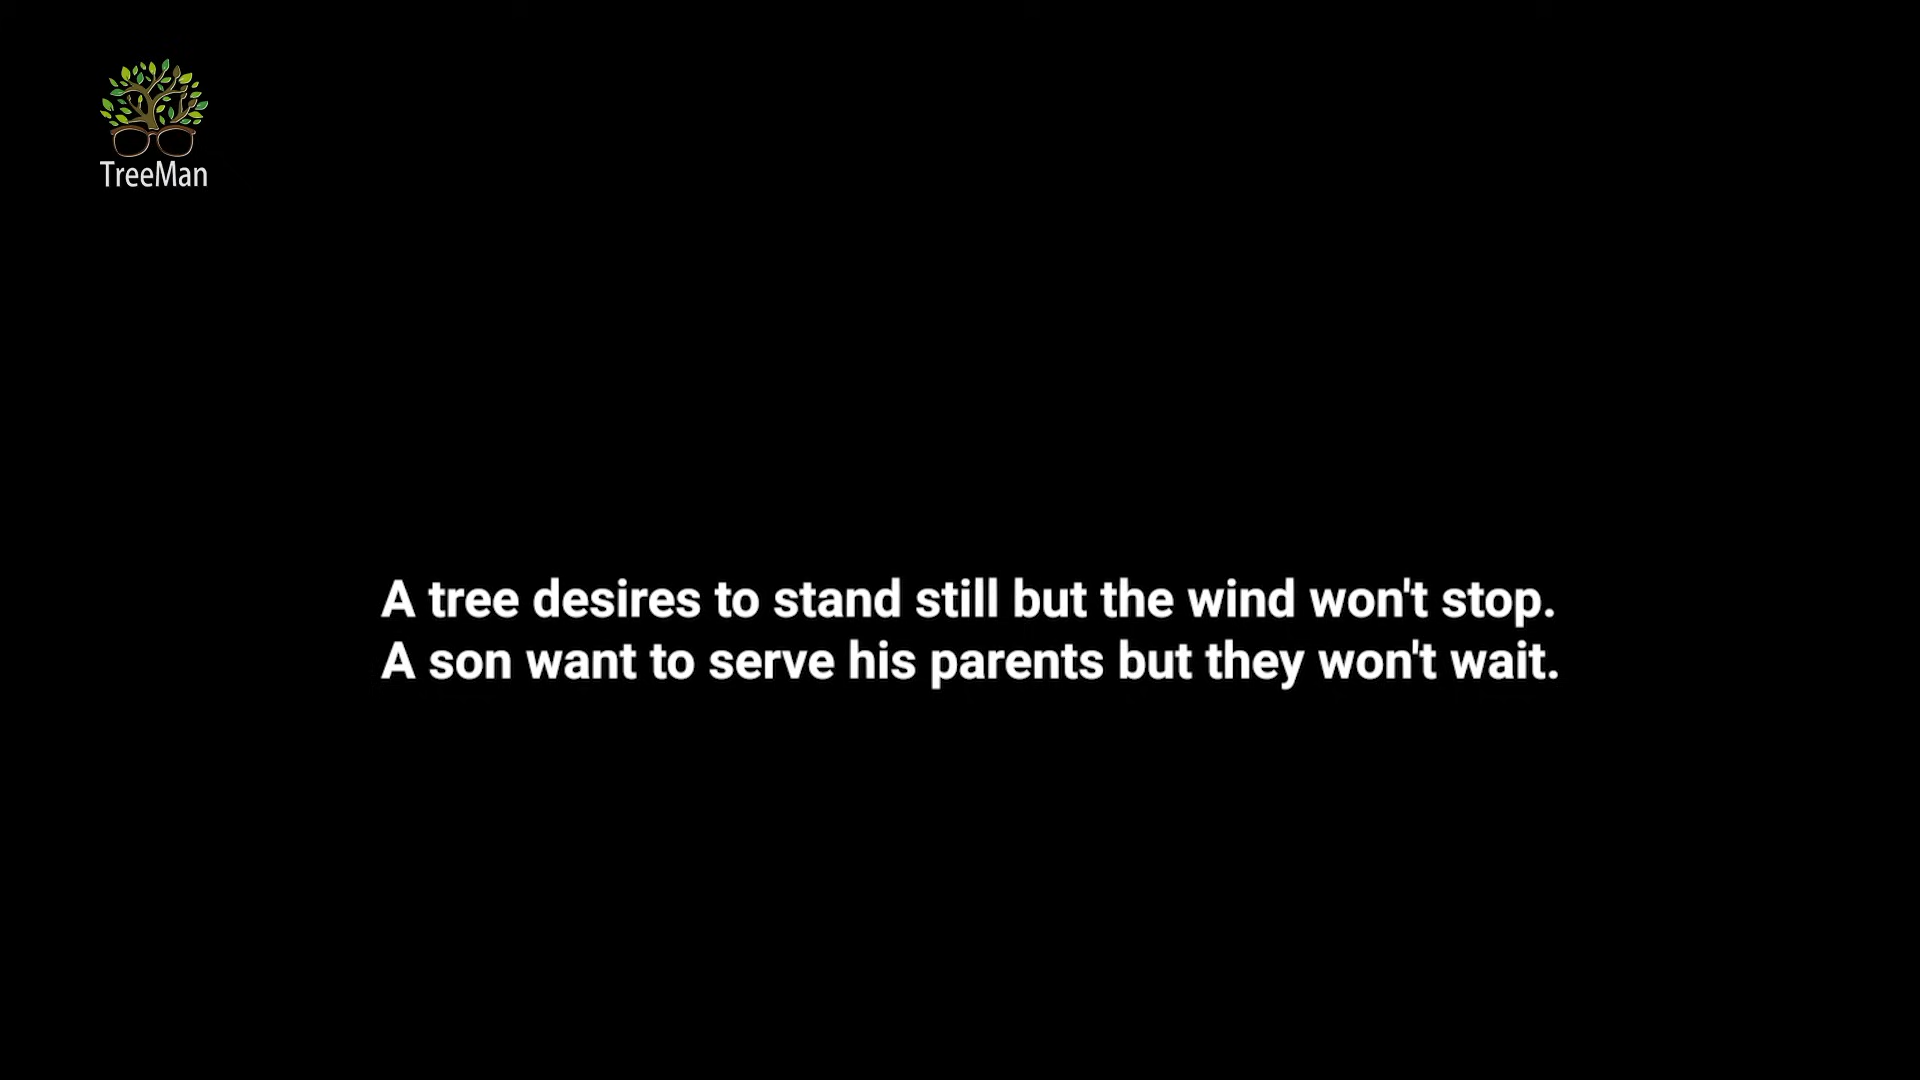 TreeMan
A tree desires to stand still but the wind won't stop.
A son want to serve his parents but they won't wait.